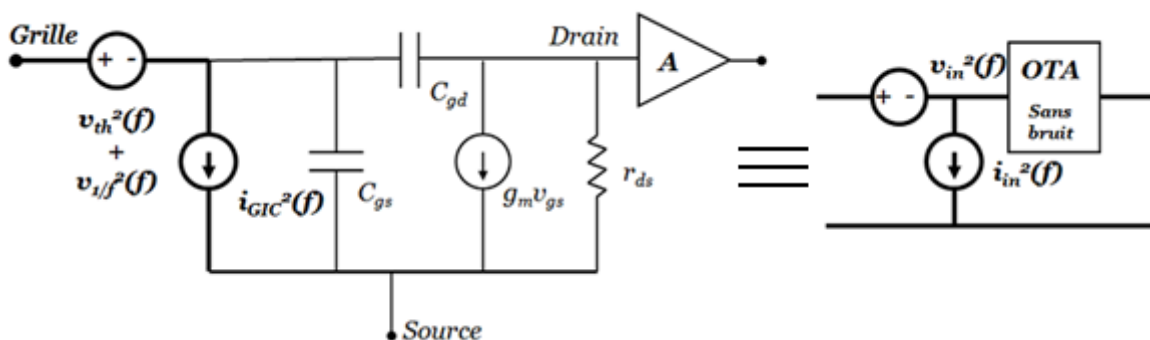 Grille
+ -
v_th²(f)
+
v_1/f²(f)
i_GIC²(f)
C_gs
C_gd
g_m v_gs
Drain
r_ds
A
Source
v_in²(f)
+ -
OTA
Sans
bruit
i_in²(f)